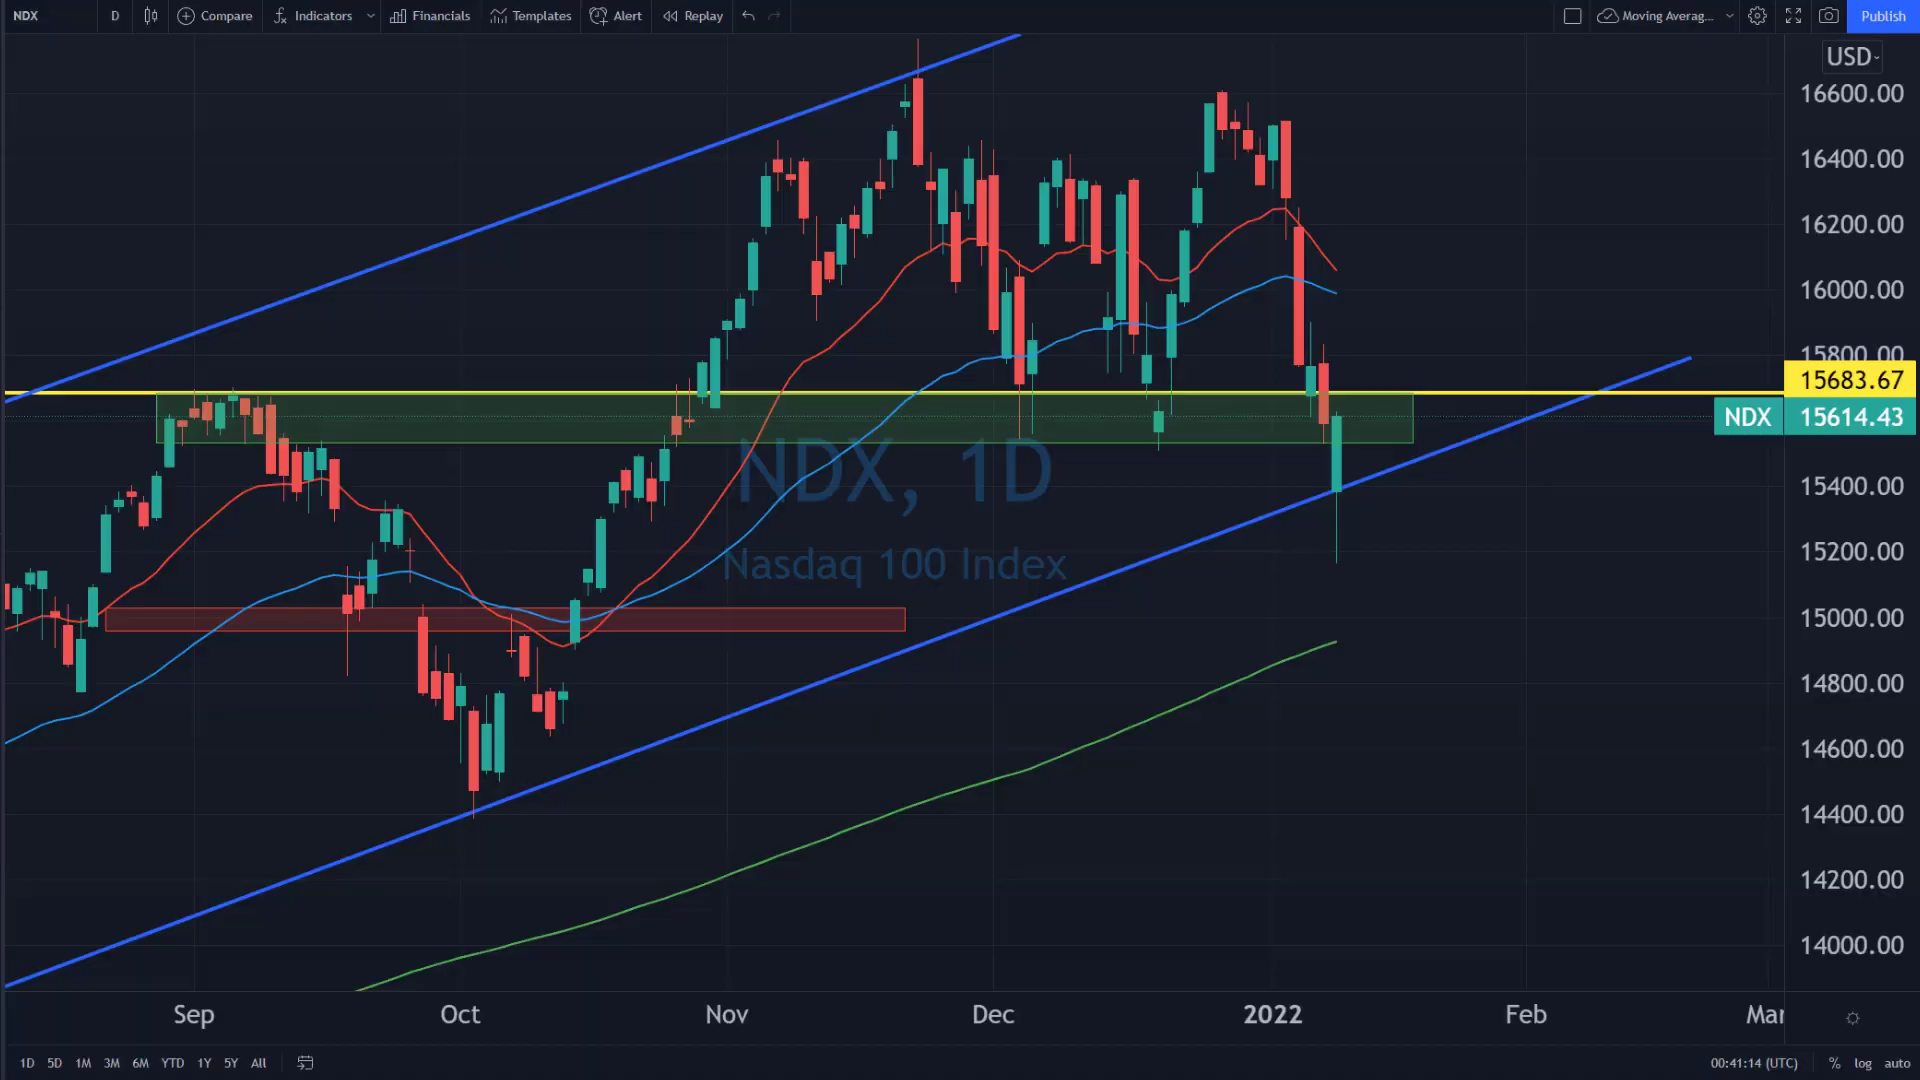 NDX D Compare Indicators Financials Templates Alert Replay Moving Averag... Publish
USD
16600.00
16400.00
16200.00
16000.00
15800.00
15683.67
NDX 15614.43
15400.00
15200.00
15000.00
14800.00
14600.00
14400.00
14200.00
14000.00
NDX, 1D
Nasdaq 100 Index
Sep Oct Nov Dec 2022 Feb Mar
1D 5D 1M 3M 6M YTD 1Y 5Y All 00:41:14 (UTC) % log auto